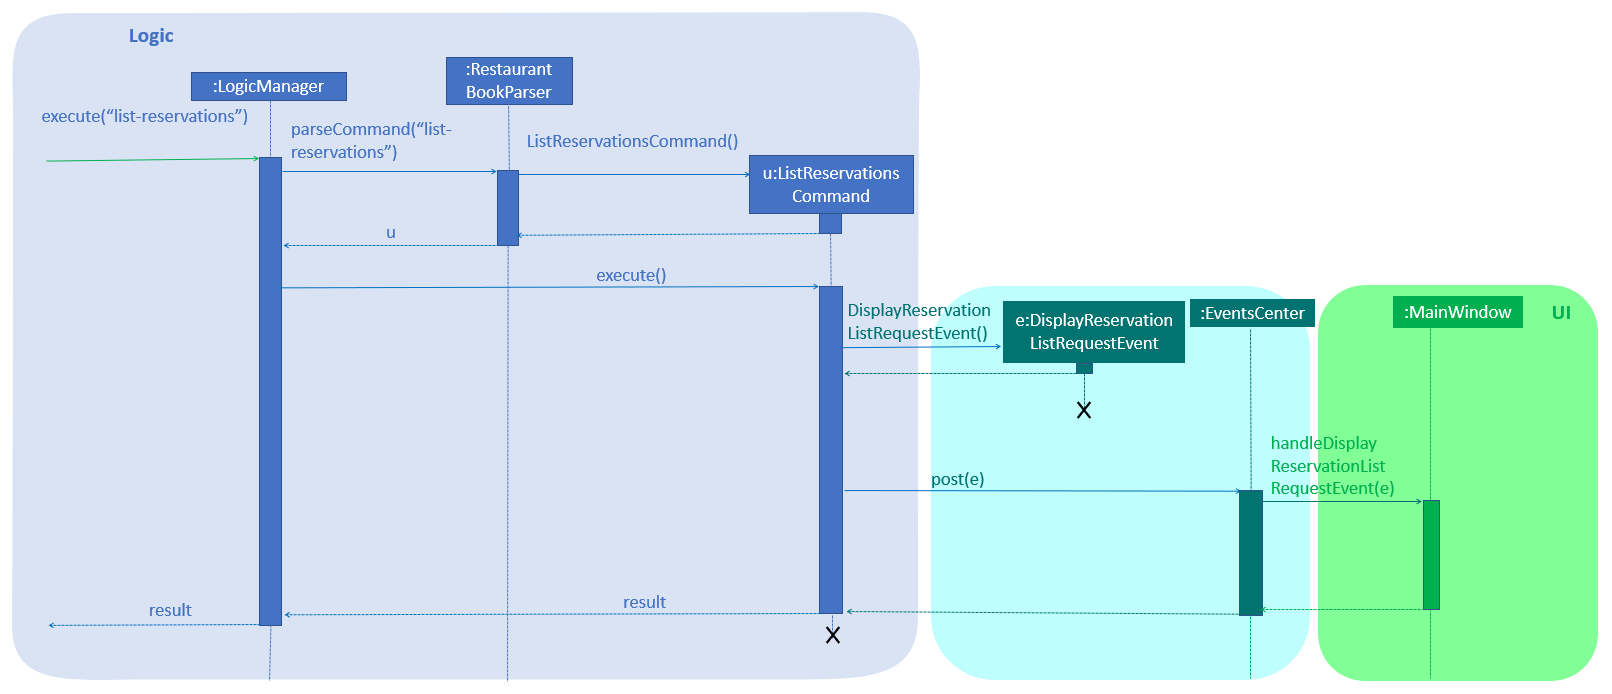 Logic
:LogicManager
:Restaurant
BookParser
execute(“list-reservations”)
parseCommand(“list-
reservations”)
ListReservationsCommand()
u:ListReservations
Command
u
execute()
DisplayReservation
ListRequestEvent()
e:DisplayReservation
ListRequestEvent
:EventsCenter
:MainWindow
UI
X
handleDisplay
ReservationList
RequestEvent(e)
post(e)
result
result
X